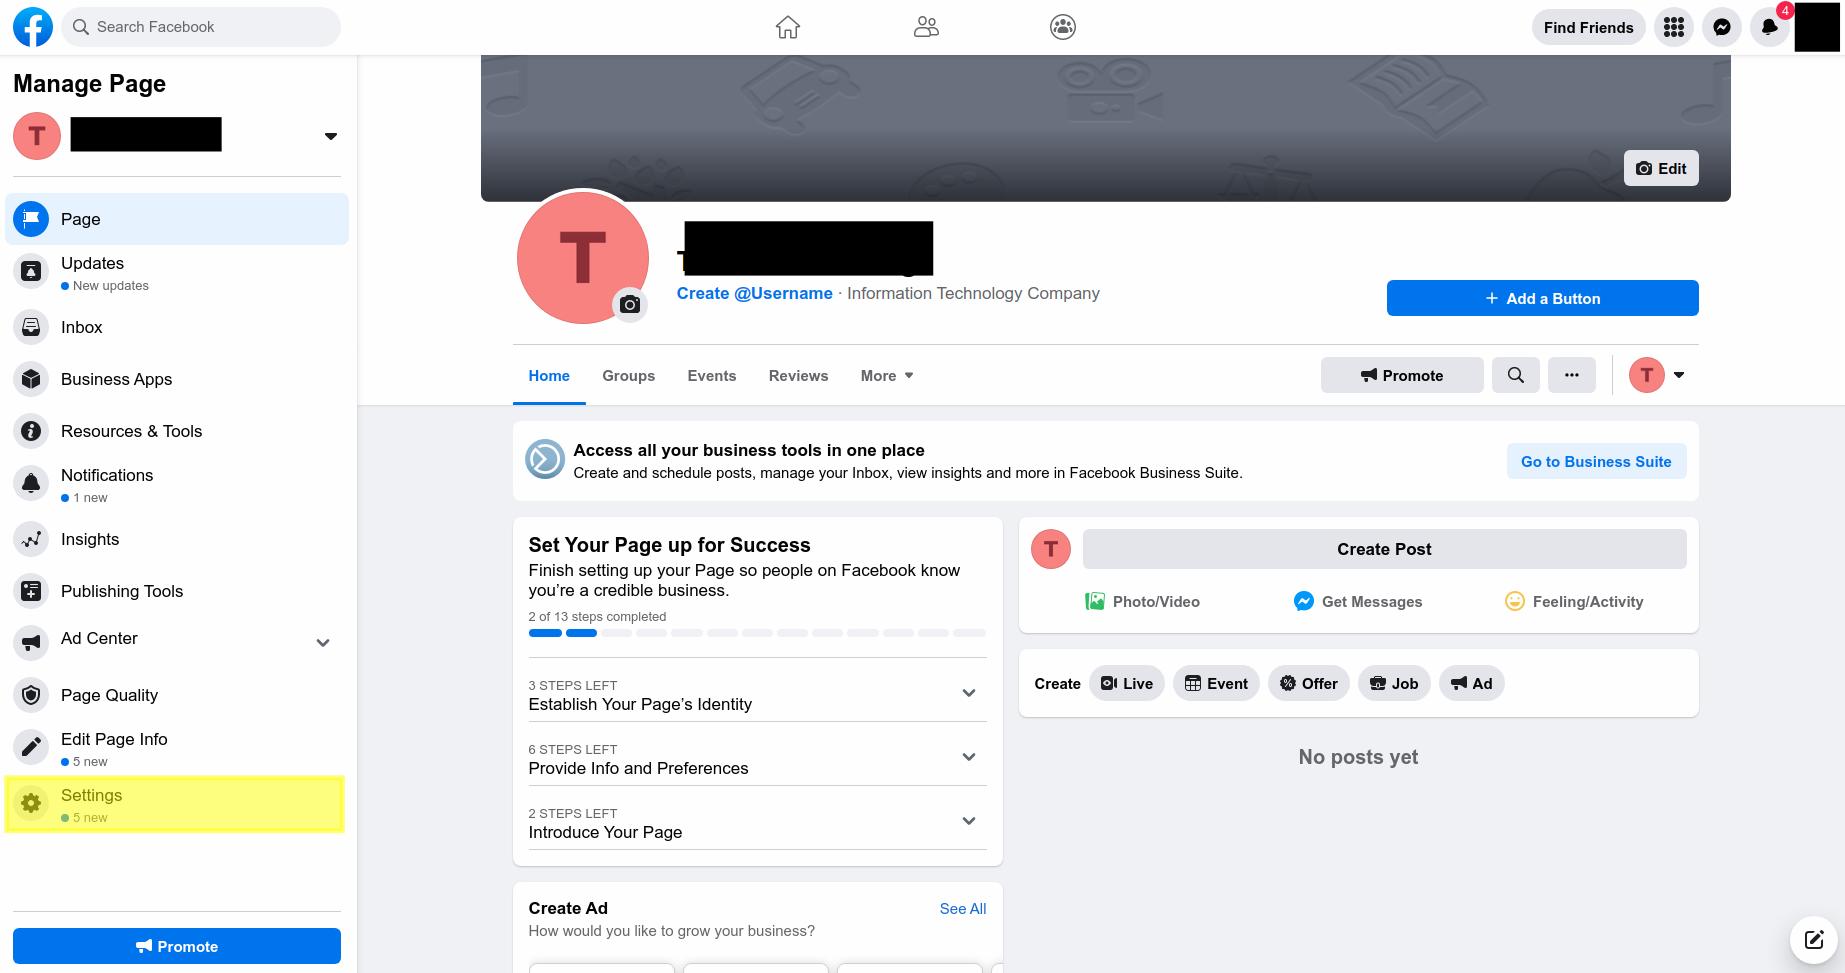 Search Facebook
Find Friends
4
Manage Page
T
Page
Updates
New updates
Inbox
Business Apps
Resources & Tools
Notifications
1 new
Insights
Publishing Tools
Ad Center
Page Quality
Edit Page Info
5 new
Settings
5 new
Promote
Edit
T
Create @Username · Information Technology Company
+ Add a Button
Home Groups Events Reviews More
Promote
T
Access all your business tools in one place
Create and schedule posts, manage your Inbox, view insights and more in Facebook Business Suite.
Go to Business Suite
Set Your Page up for Success
Finish setting up your Page so people on Facebook know
you’re a credible business.
2 of 13 steps completed
3 STEPS LEFT
Establish Your Page’s Identity
6 STEPS LEFT
Provide Info and Preferences
2 STEPS LEFT
Introduce Your Page
Create Ad
See All
How would you like to grow your business?
T
Create Post
Photo/Video Get Messages Feeling/Activity
Create Live Event Offer Job Ad
No posts yet